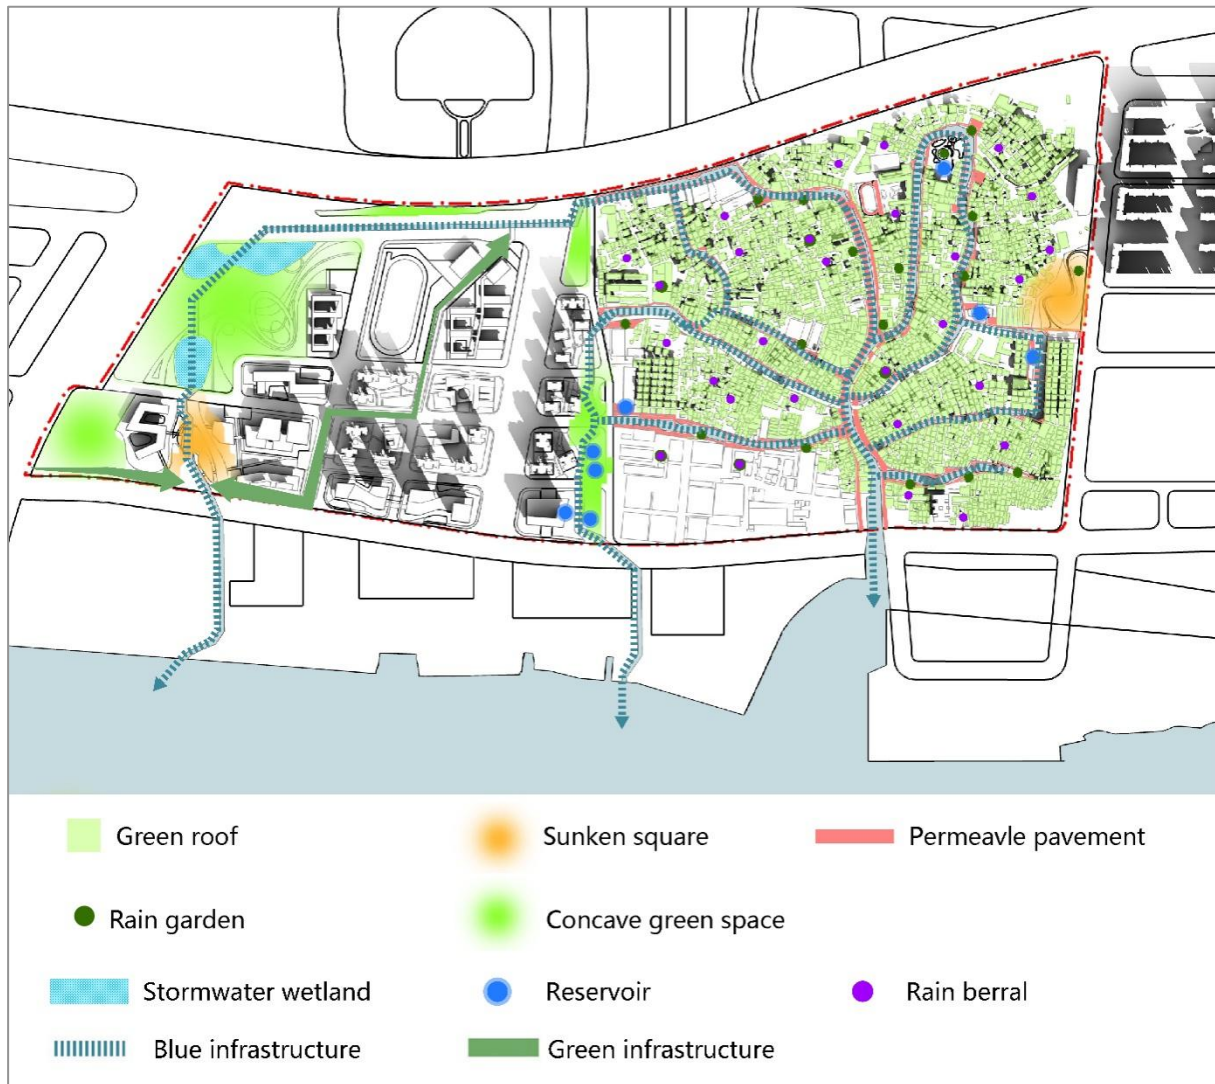 Green roof
Sunken square
Permeavle pavement
Rain garden
Concave green space
Stormwater wetland
Reservoir
Rain berral
Blue infrastructure
Green infrastructure